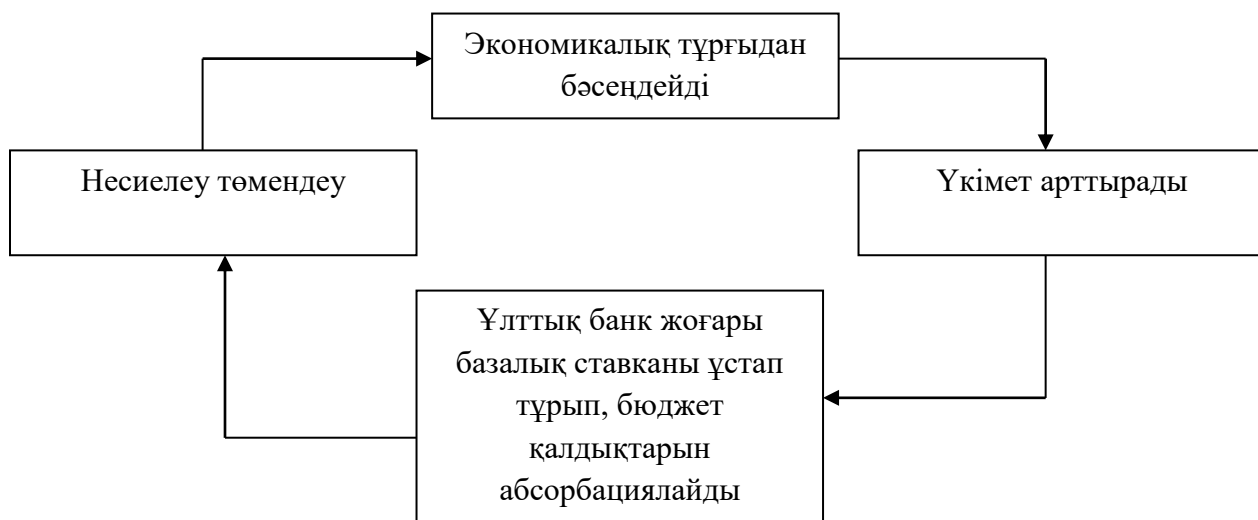 Экономикалық тұрғыдан
бәсеңдейді
Несиелеу төмендеу
Үкімет арттырады
Ұлттық банк жоғары
базалық ставканы ұстап
тұрып, бюджет
қалдықтарын
абсорбациялайды